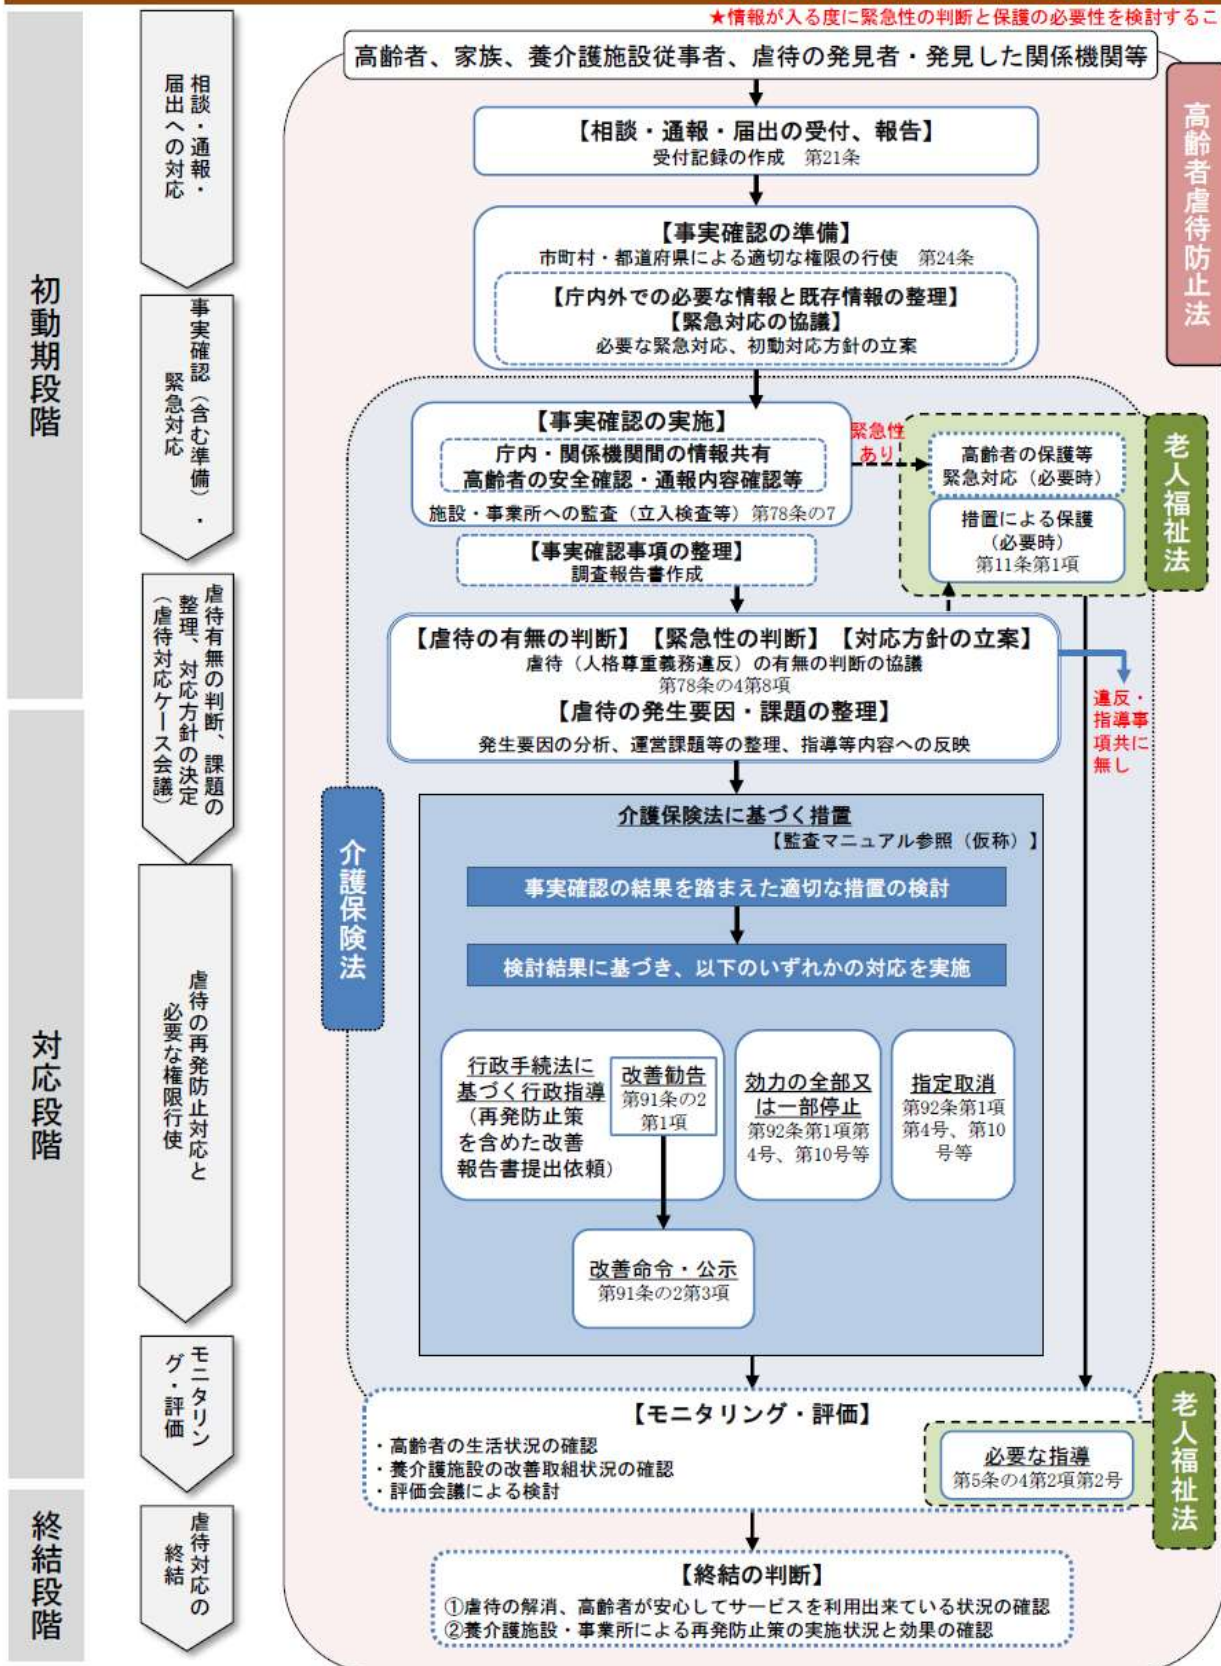 ★情報が入る度に緊急性の判断と保護の必要性を検討するこ
高齢者、家族、養介護施設従事者、虐待の発見者・発見した関係機関等
高齢者虐待防止法
初動期段階
相談・通報・
届出への対応
【相談・通報・届出の受付、報告】
受付記録の作成　第21条
【事実確認の準備】
市町村・都道府県による適切な権限の行使　第24条
【庁内外での必要な情報と既存情報の整理】
【緊急対応の協議】
必要な緊急対応、初動対応方針の立案
事実確認（含む準備）・
緊急対応
【事実確認の実施】
庁内・関係機関間の情報共有
高齢者の安全確認・通報内容確認等
施設・事業所への監査（立入検査等）第78条の7
緊急性
あり
高齢者の保護等
緊急対応（必要時）
措置による保護
（必要時）
第11条第1項
老人福祉法
【事実確認事項の整理】
調査報告書作成
虐待有無の判断、課題の
整理、対応方針の決定
（虐待対応ケース会議）
【虐待の有無の判断】【緊急性の判断】【対応方針の立案】
虐待（人格尊重義務違反）の有無の判断の協議
第78条の4第8項
【虐待の発生要因・課題の整理】
発生要因の分析、運営課題等の整理、指導等内容への反映
違反・
指導事
項共に
無し
対応段階
介護保険法
介護保険法に基づく措置
【監査マニュアル参照（仮称）】
事実確認の結果を踏まえた適切な措置の検討
検討結果に基づき、以下のいずれかの対応を実施
虐待の再発防止対応と
必要な権限行使
行政手続法に
基づく行政指導
（再発防止策
を含めた改善
報告書提出依頼）
改善勧告
第91条の2
第1項
効力の全部又
は一部停止
第92条第1項第
4号、第10号等
指定取消
第92条第1項
第4号、第10
号等
改善命令・公示
第91条の2第3項
モニタリン
グ・評価
【モニタリング・評価】
・高齢者の生活状況の確認
・養介護施設の改善取組状況の確認
・評価会議による検討
必要な指導
第5条の4第2項第2号
老人福祉法
終結段階
虐待対応の
終結
【終結の判断】
①虐待の解消、高齢者が安心してサービスを利用出来ている状況の確認
②養介護施設・事業所による再発防止策の実施状況と効果の確認